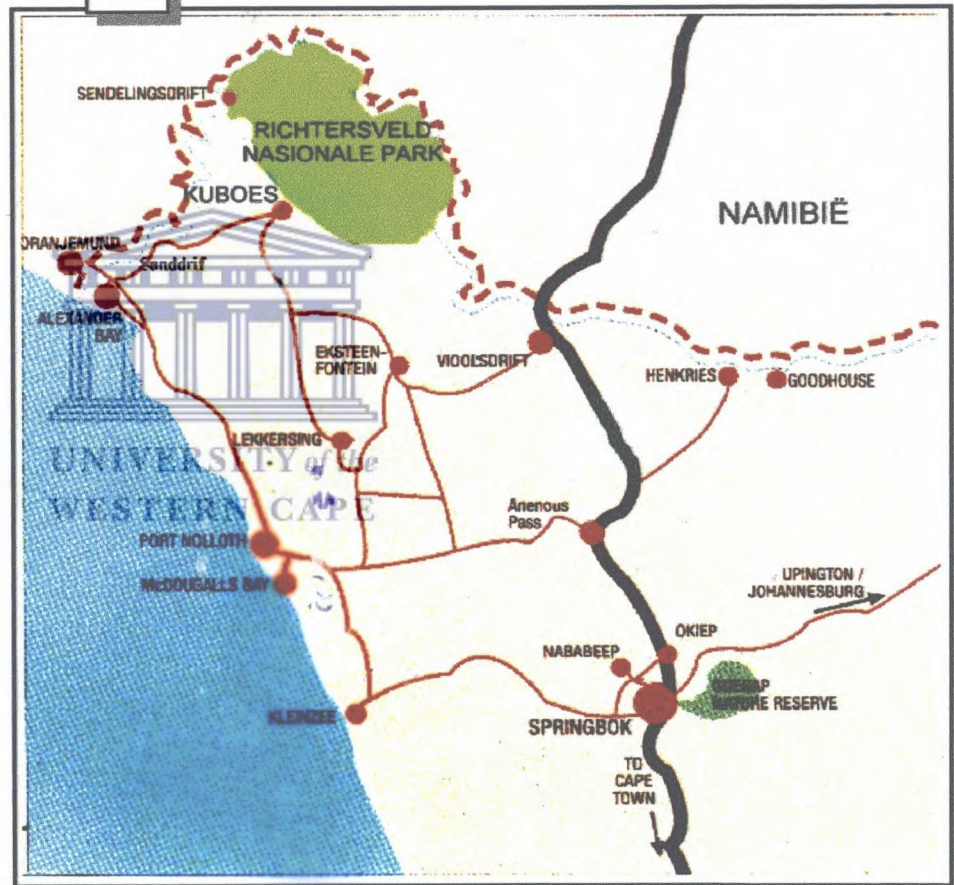 SENDELINGSDRIFT
RICHTERSVELD
NASIONALE PARK
KUBOES
NAMIBIË
ORANJEMUND
Sanddrif
ALEXANDER
BAY
EKSTEEN-
FONTEIN
VIOOLSDRIFT
HENKRIES
GOODHOUSE
LEKKERSING
UNIVERSITY of the
WESTERN CAPE
Anenous
Pass
PORT NOLLOTH
McDOUGALLS BAY
UPINGTON /
JOHANNESBURG
OKIEP
NABABEEP
NATURE RESERVE
KLEINZEE
SPRINGBOK
TO
CAPE
TOWN